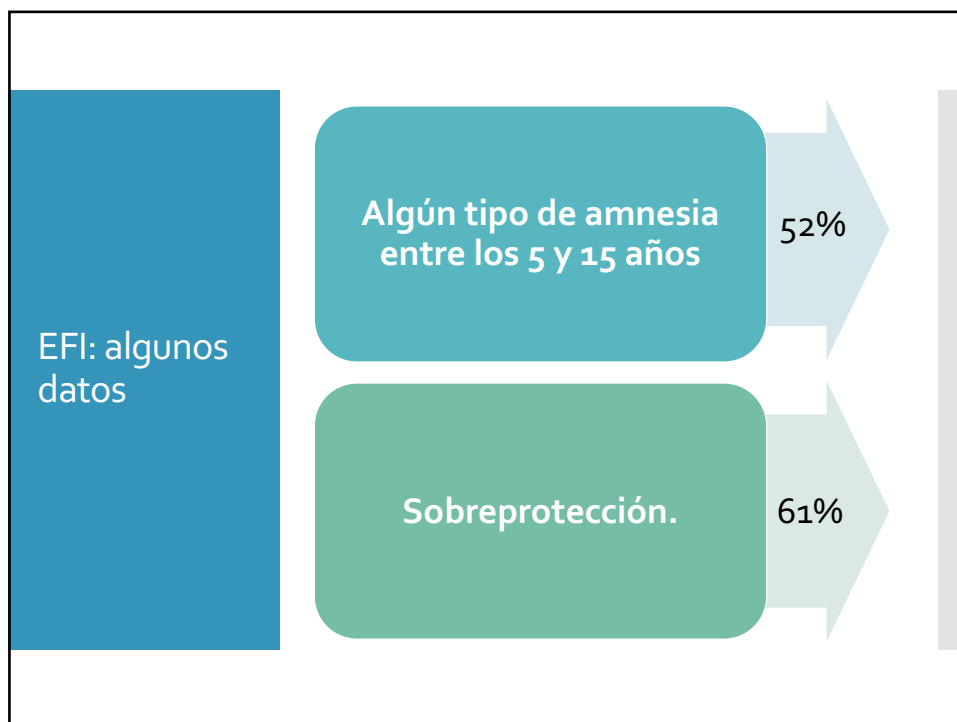 EFI: algunos
datos
Algún tipo de amnesia
entre los 5 y 15 años
52%
Sobreprotección.
61%